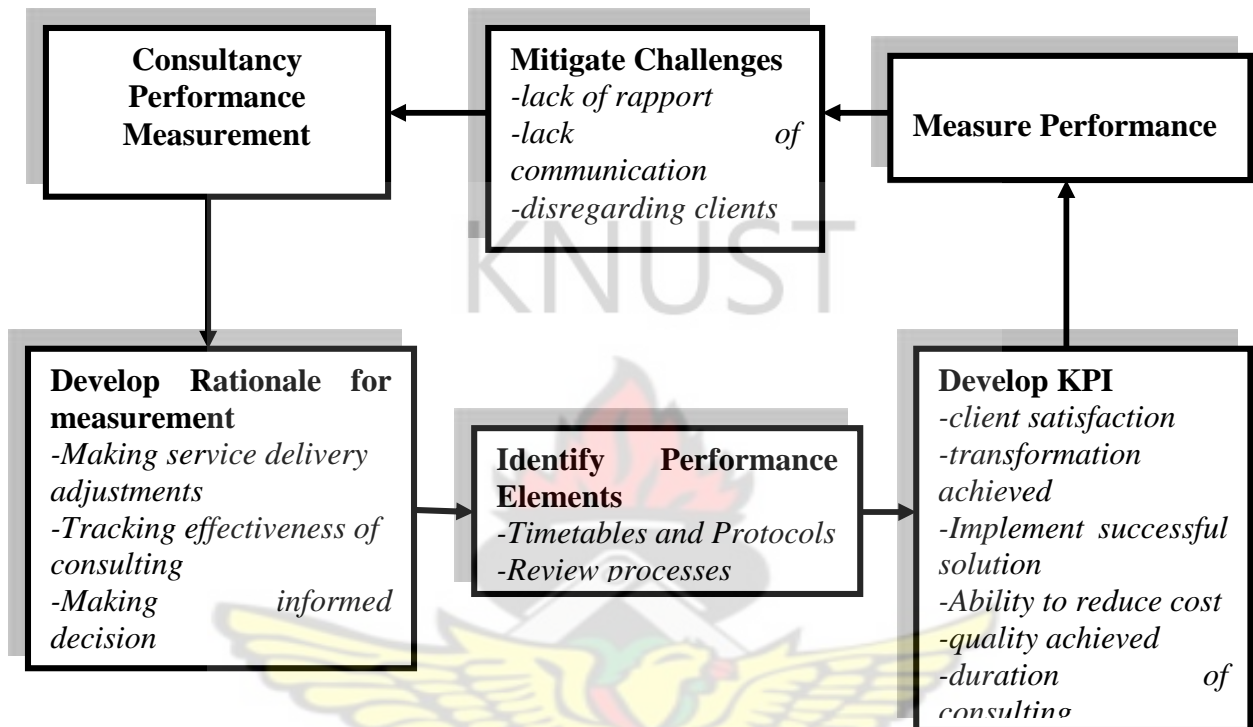 Consultancy
Performance
Measurement
Mitigate Challenges
-lack of rapport
-lack of
communication
-disregarding clients
Measure Performance
KNUST
Develop Rationale for
measurement
-Making service delivery
adjustments
-Tracking effectiveness of
consulting
-Making informed
decision
Identify Performance
Elements
-Timetables and Protocols
-Review processes
Develop KPI
-client satisfaction
-transformation
achieved
-Implement successful
solution
-Ability to reduce cost
-quality achieved
-duration of
consulting